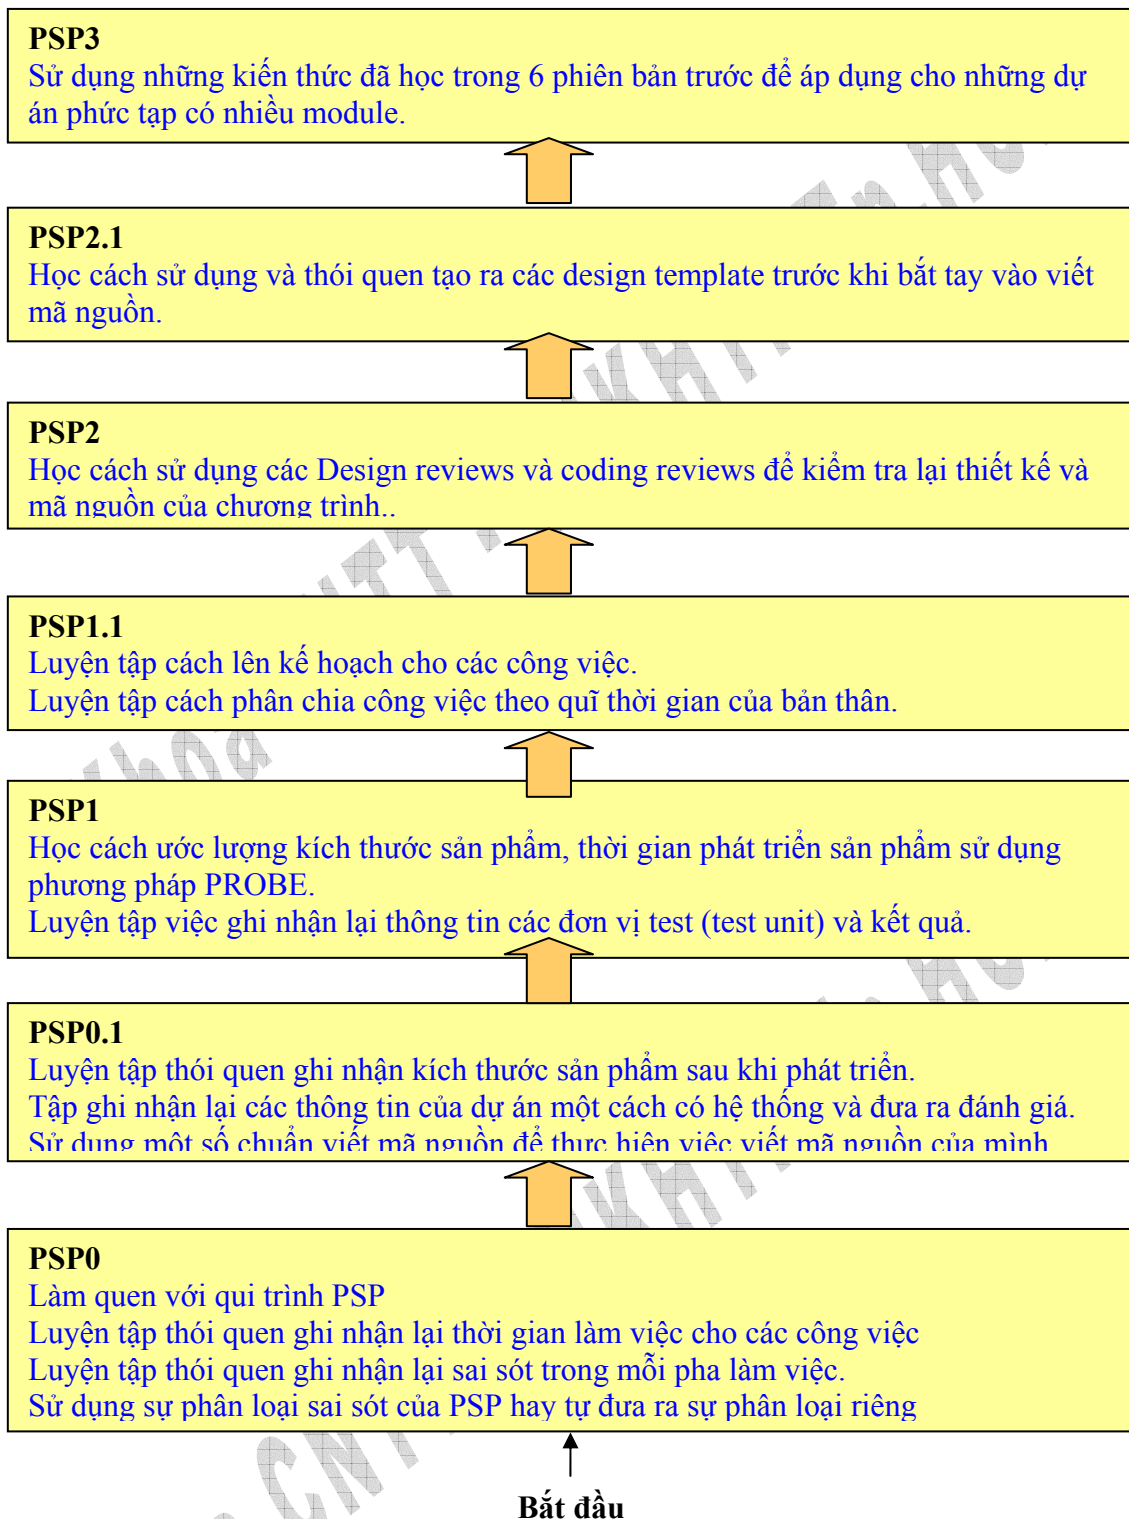 PSP3
Sử dụng những kiến thức đã học trong 6 phiên bản trước để áp dụng cho những dự
án phức tạp có nhiều module.
PSP2.1
Học cách sử dụng và thói quen tạo ra các design template trước khi bắt tay vào viết
mã nguồn.
PSP2
Học cách sử dụng các Design reviews và coding reviews để kiểm tra lại thiết kế và
mã nguồn của chương trình..
PSP1.1
Luyện tập cách lên kế hoạch cho các công việc.
Luyện tập cách phân chia công việc theo quĩ thời gian của bản thân.
PSP1
Học cách ước lượng kích thước sản phẩm, thời gian phát triển sản phẩm sử dụng
phương pháp PROBE.
Luyện tập việc ghi nhận lại thông tin các đơn vị test (test unit) và kết quả.
PSP0.1
Luyện tập thói quen ghi nhận kích thước sản phẩm sau khi phát triển.
Tập ghi nhận lại các thông tin của dự án một cách có hệ thống và đưa ra đánh giá.
Sử dụng một số chuẩn viết mã nguồn để thực hiện việc viết mã nguồn của mình
PSP0
Làm quen với qui trình PSP
Luyện tập thói quen ghi nhận lại thời gian làm việc cho các công việc
Luyện tập thói quen ghi nhận lại sai sót trong mỗi pha làm việc.
Sử dụng sự phân loại sai sót của PSP hay tự đưa ra sự phân loại riêng
Bắt đầu